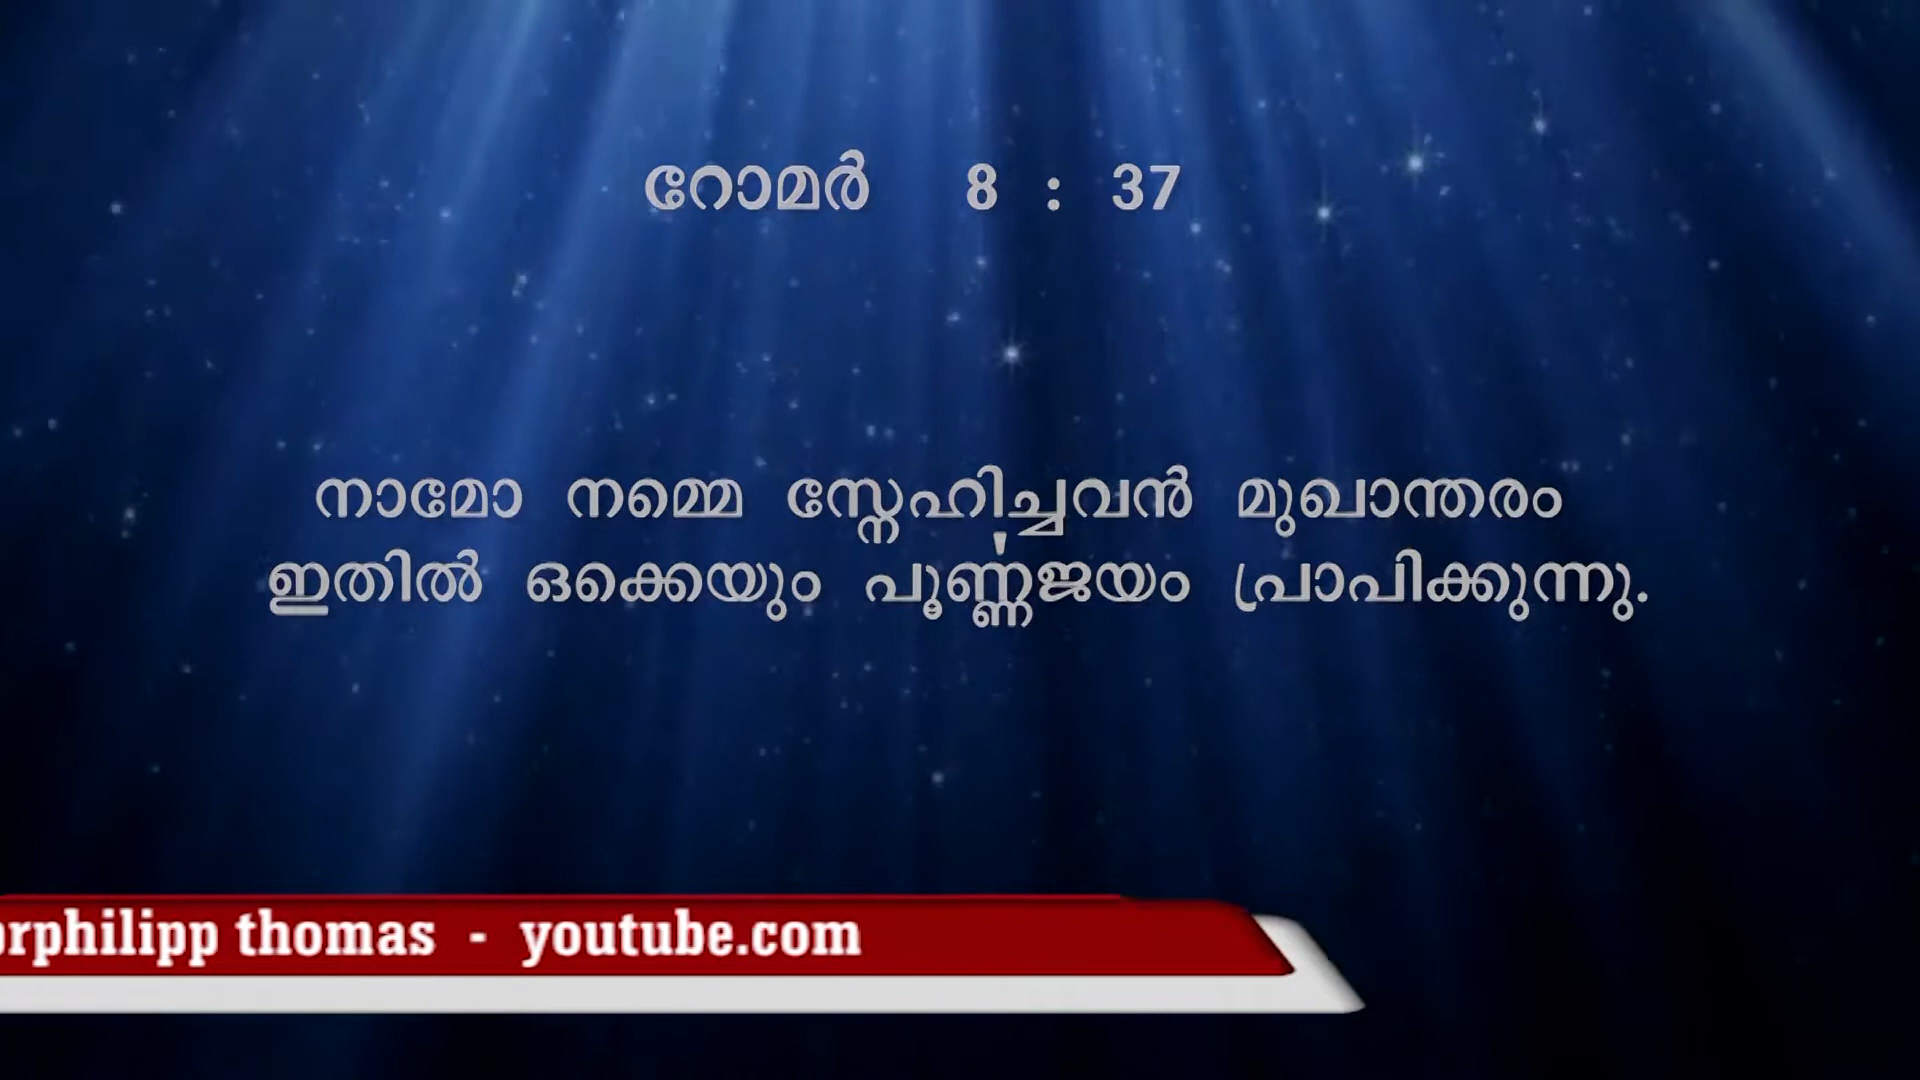 റോമർ 8 : 37
നാമോ നമ്മെ സ്നേഹിച്ചവൻ മുഖാന്തരം
ഇതിൽ ഒക്കെയും പൂർണ്ണജയം പ്രാപിക്കുന്നു.
orphilipp thomas - youtube.com